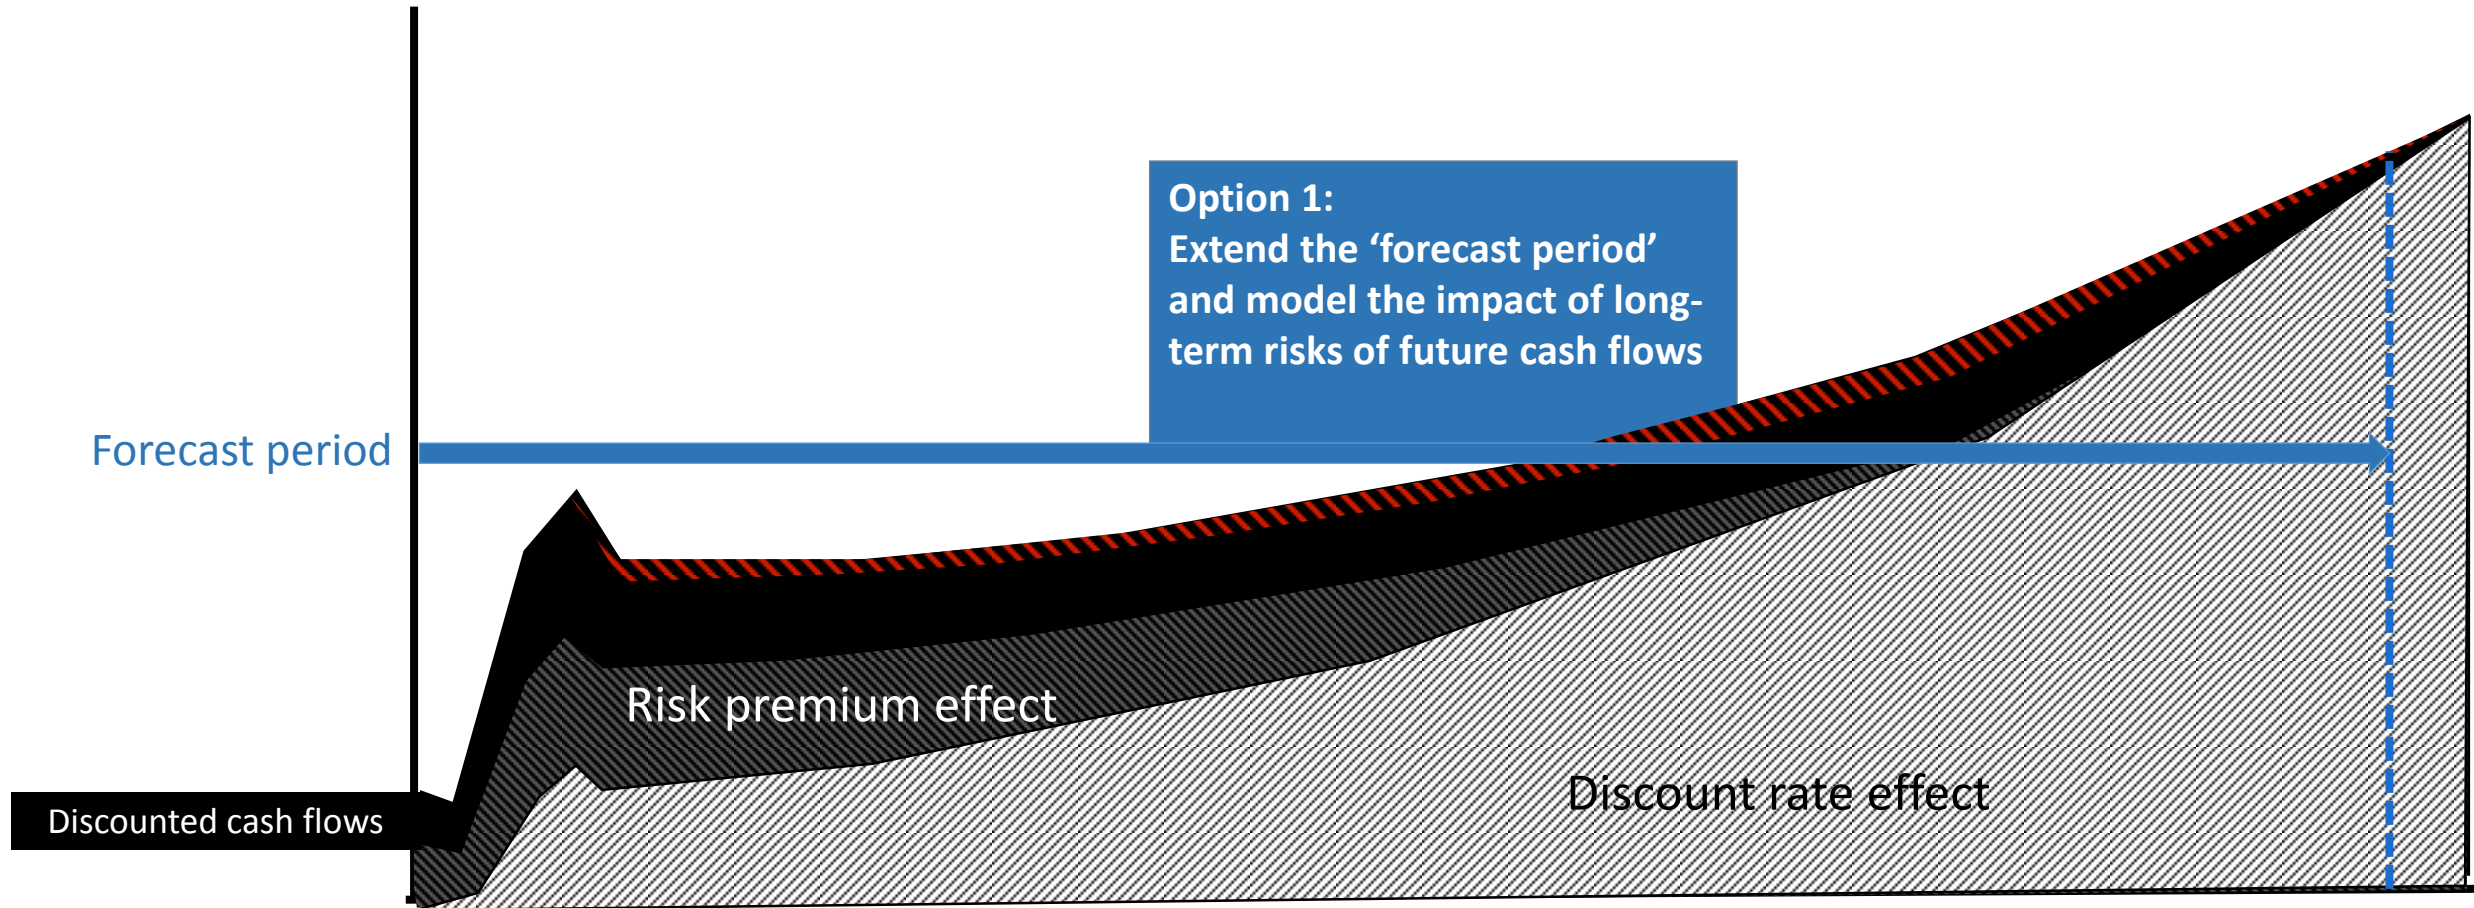 Option 1:
Extend the ‘forecast period’
and model the impact of long-
term risks of future cash flows
Forecast period
Risk premium effect
Discount rate effect
Discounted cash flows